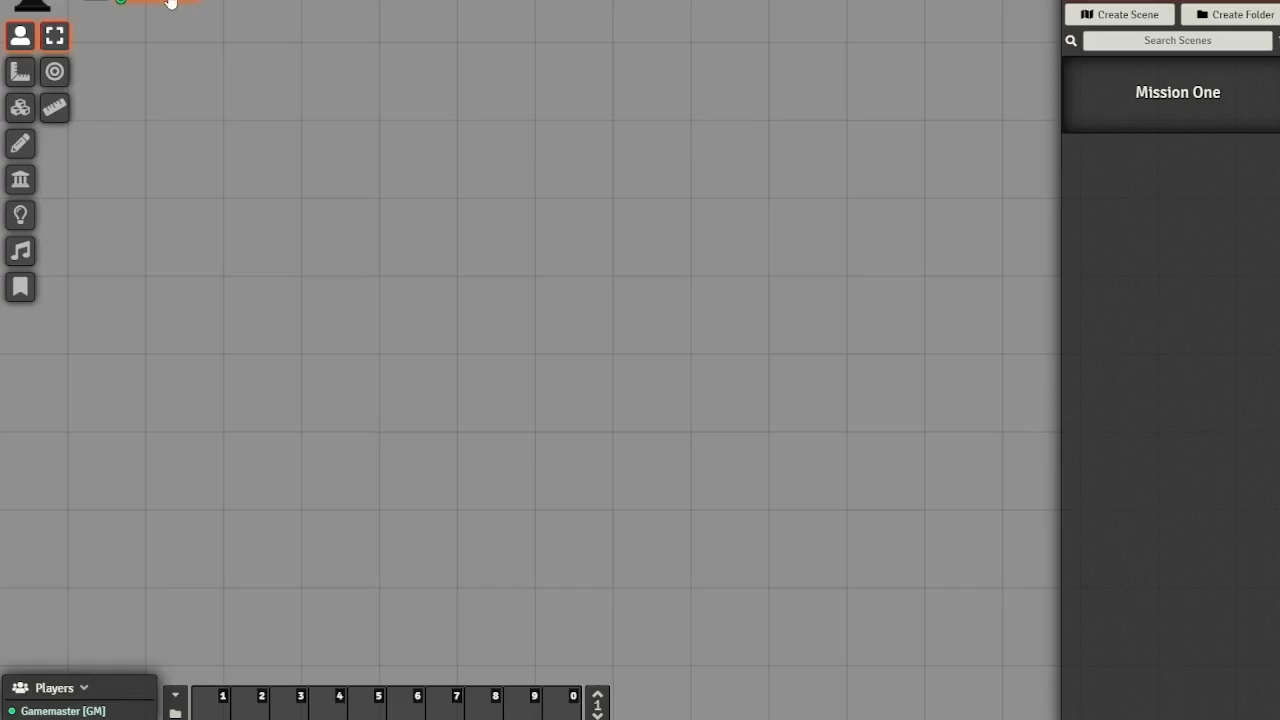 Create Scene
Create Folder
Search Scenes
Mission One
Players
Gamemaster [GM]
1 2 3 4 5 6 7 8 9 0
1